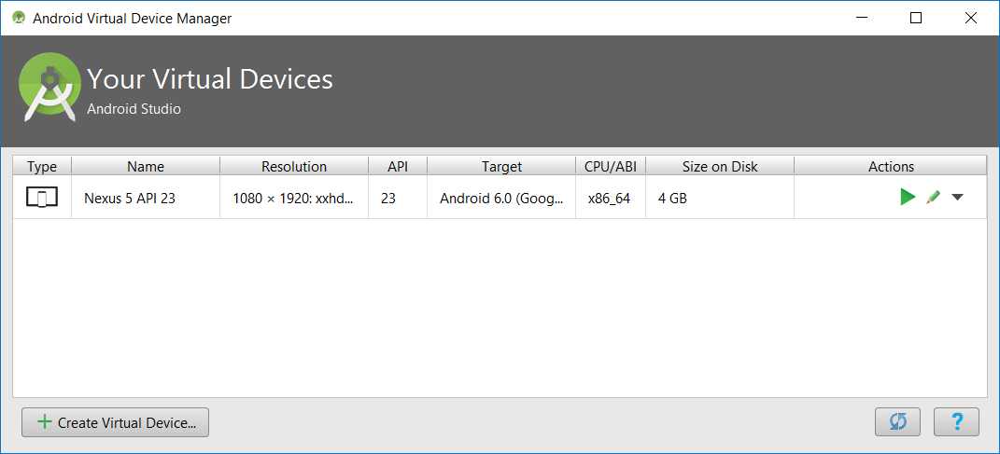 Android Virtual Device Manager
Your Virtual Devices
Android Studio
Type Name Resolution API Target CPU/ABI Size on Disk Actions
Nexus 5 API 23 1080 × 1920: xxhd... 23 Android 6.0 (Goog... x86_64 4 GB
Create Virtual Device...
?